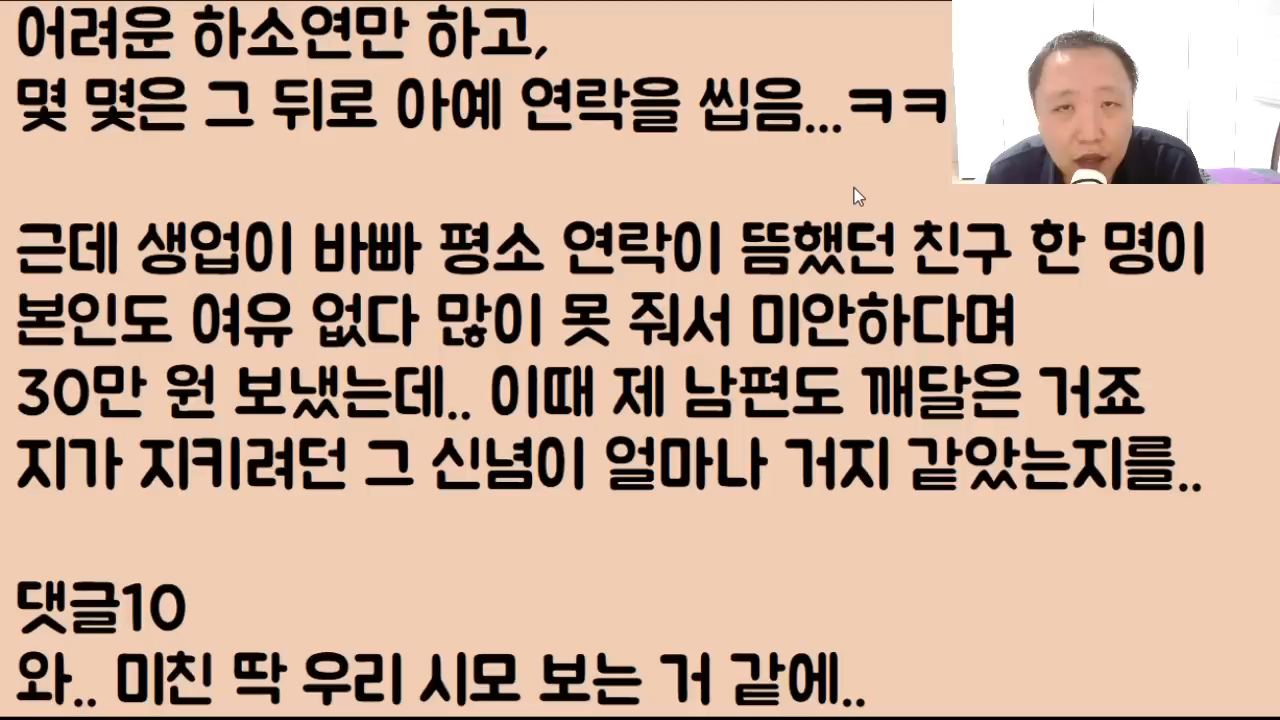 어려운 하소연만 하고,
몇 몇은 그 뒤로 아예 연락을 씹음...ㅋㅋ
근데 생업이 바빠 평소 연락이 뜸했던 친구 한 명이
본인도 여유 없다 많이 못 줘서 미안하다며
30만 원 보냈는데.. 이때 제 남편도 깨달은 거죠
지가 지키려던 그 신념이 얼마나 거지 같았는지를..
댓글10
와.. 미친 딱 우리 시모 보는 거 같에..